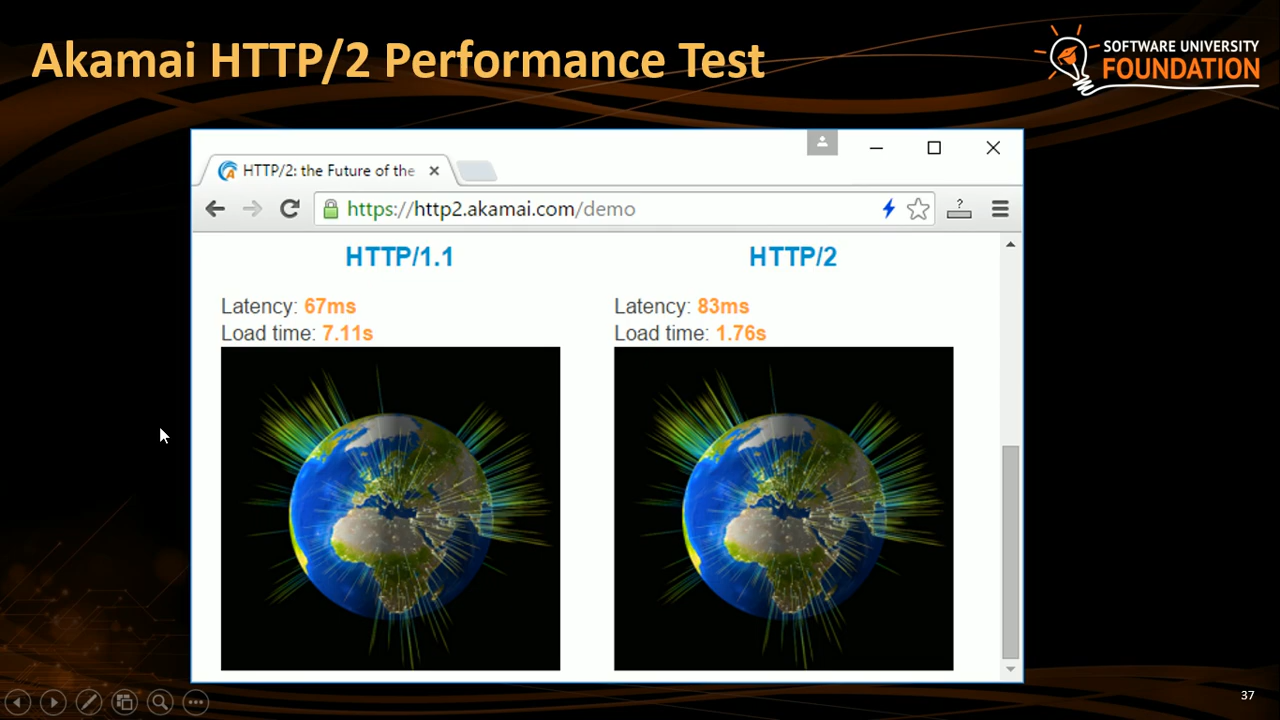 Akamai HTTP/2 Performance Test
SOFTWARE UNIVERSITY
FOUNDATION
HTTP/2: the Future of the
https://http2.akamai.com/demo
?
HTTP/1.1
HTTP/2
Latency: 67ms
Load time: 7.11s
Latency: 83ms
Load time: 1.76s
37